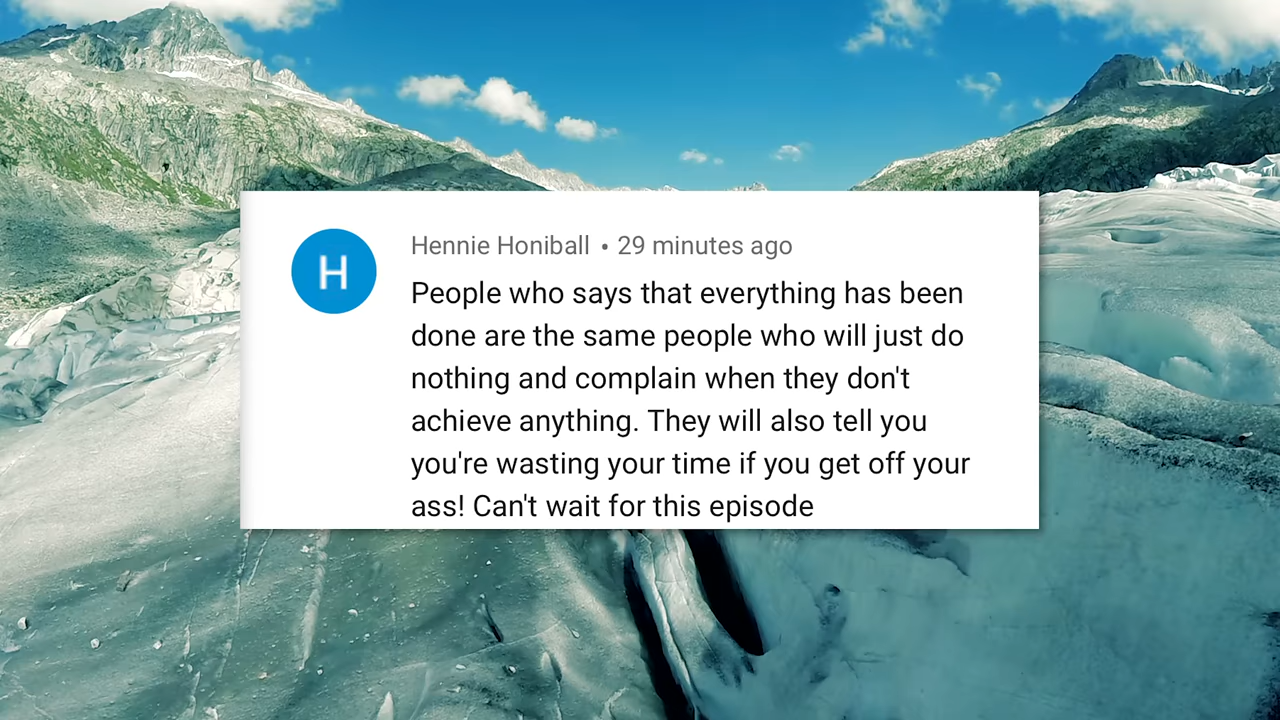 H
Hennie Honiball • 29 minutes ago
People who says that everything has been
done are the same people who will just do
nothing and complain when they don't
achieve anything. They will also tell you
you're wasting your time if you get off your
ass! Can't wait for this episode